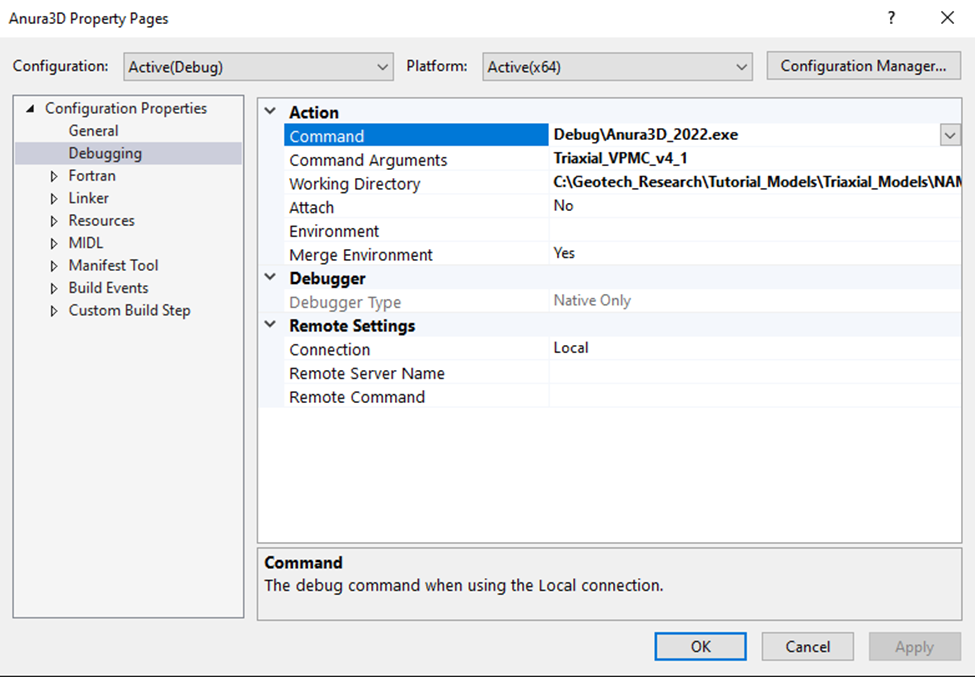 Anura3D Property Pages
?
Configuration: Active(Debug) Platform: Active(x64) Configuration Manager...
Configuration Properties
General
Debugging
Fortran
Linker
Resources
MIDL
Manifest Tool
Build Events
Custom Build Step
Action
Command Debug\Anura3D_2022.exe
Command Arguments Triaxial_VPMC_v4_1
Working Directory C:\Geotech_Research\Tutorial_Models\Triaxial_Models\NAM
Attach No
Environment
Merge Environment Yes
Debugger
Debugger Type Native Only
Remote Settings
Connection Local
Remote Server Name
Remote Command
Command
The debug command when using the Local connection.
OK Cancel Apply